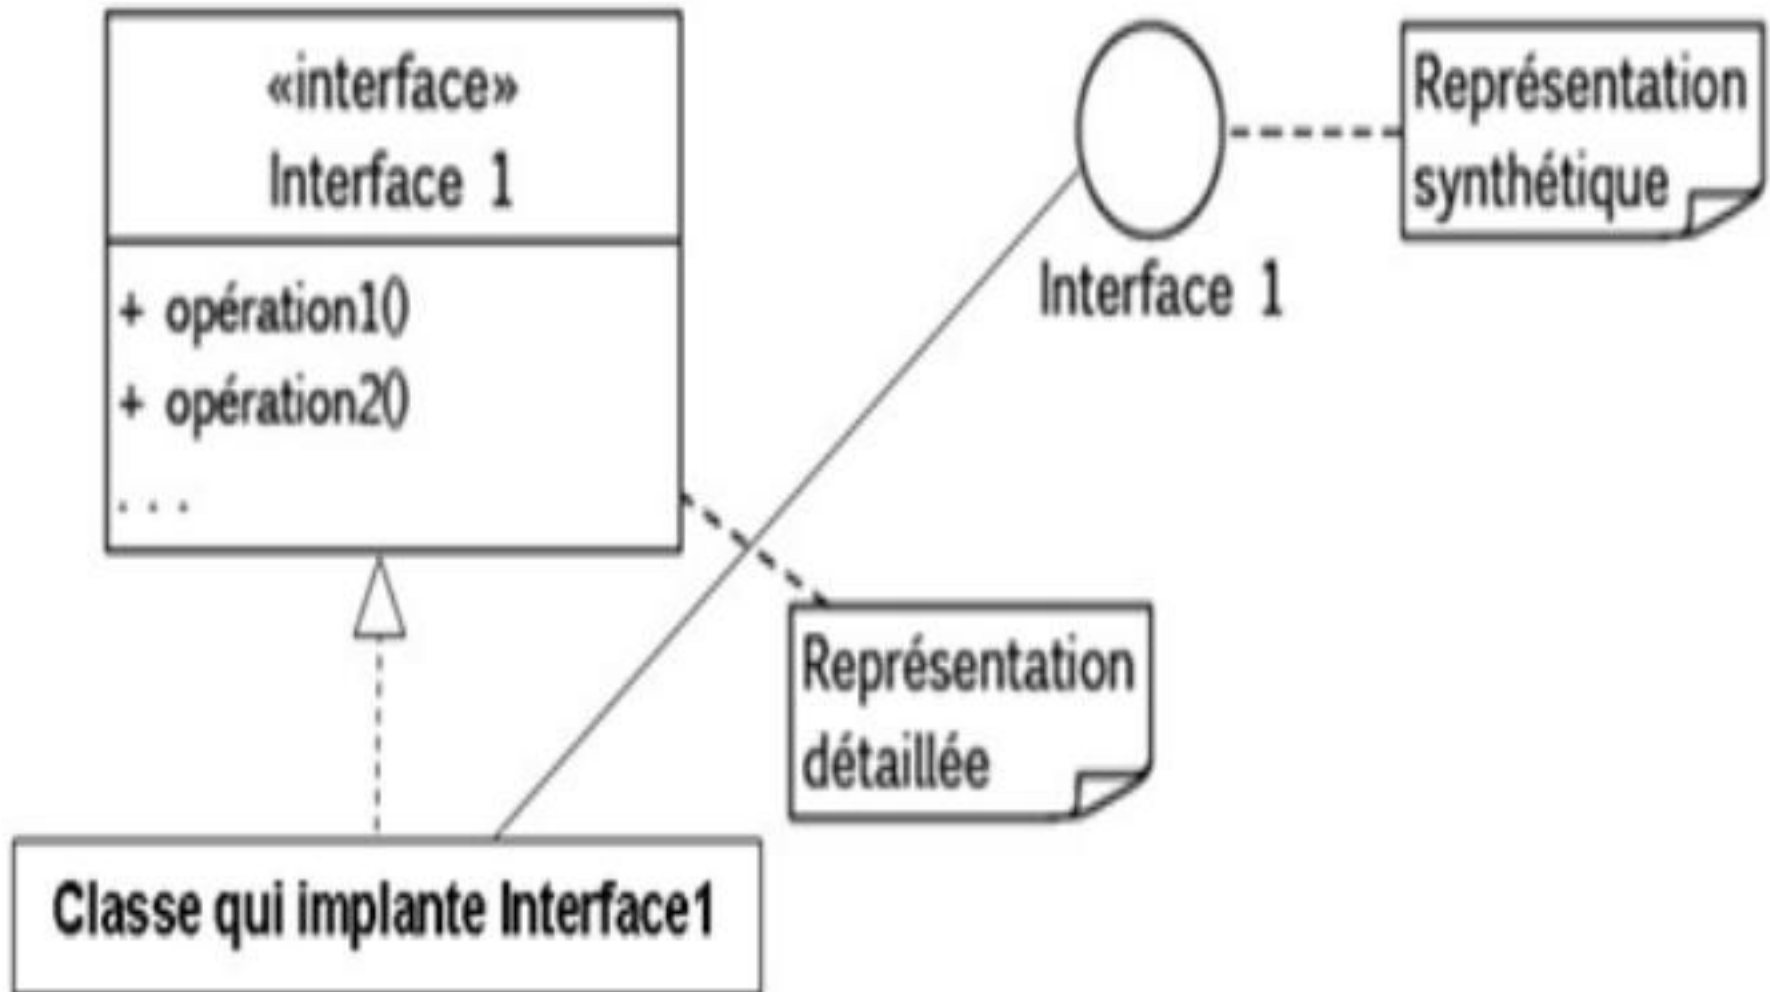 «interface»
Interface 1
+ opération1()
+ opération2()
. . .
Représentation
synthétique
Interface 1
Représentation
détaillée
Classe qui implante Interface1